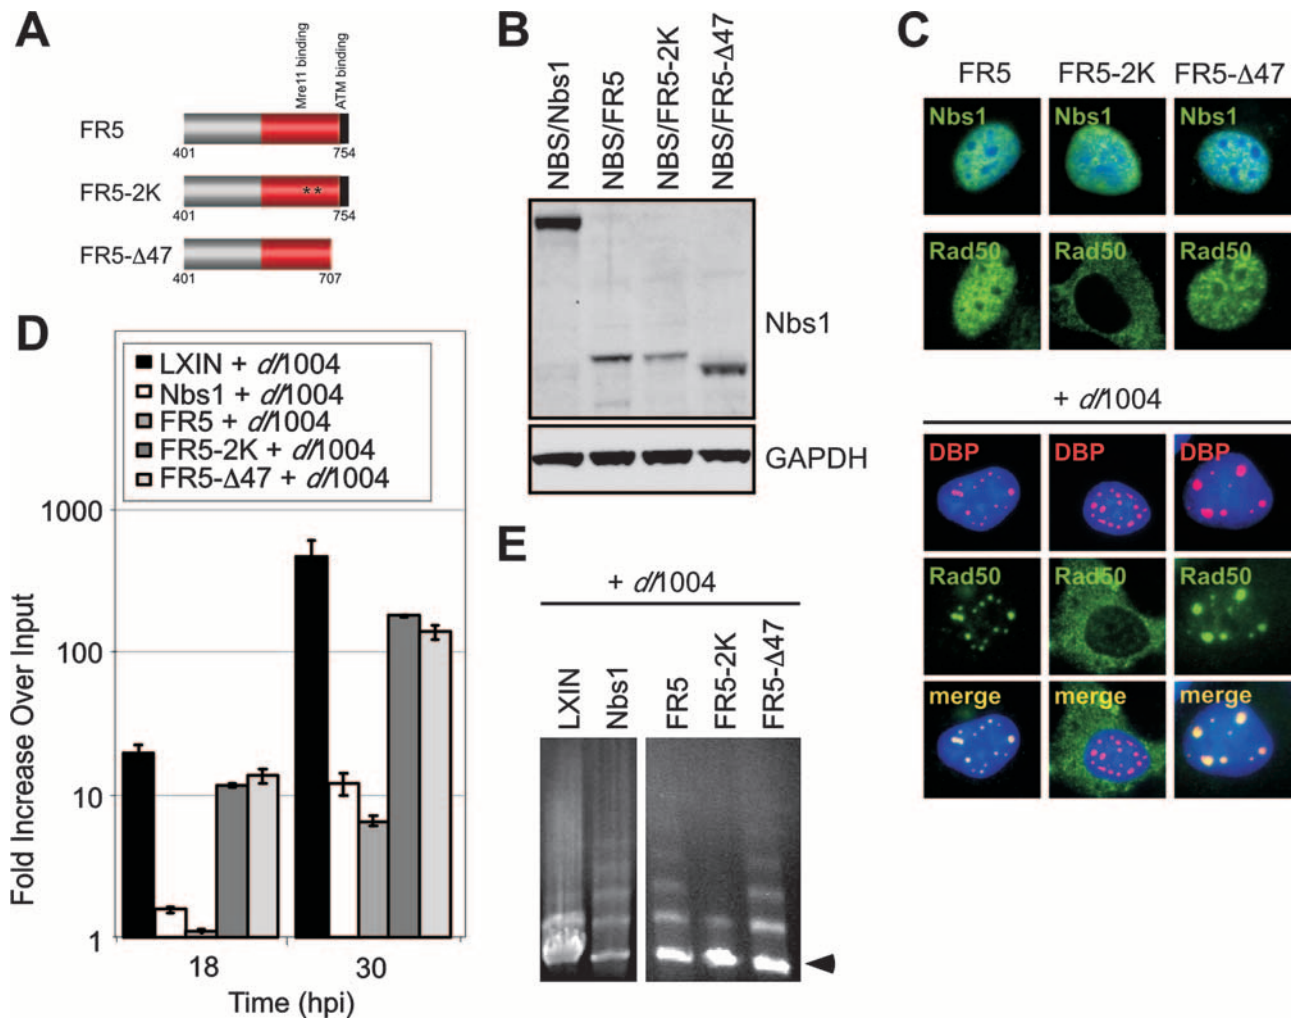 A
Mre11 binding
ATM binding
FR5
401
754
FR5-2K
**
401
754
FR5-Δ47
401
707
B
NBS/Nbs1
NBS/FR5
NBS/FR5-2K
NBS/FR5-Δ47
Nbs1
GAPDH
C
FR5 FR5-2K FR5-Δ47
Nbs1 Nbs1 Nbs1
Rad50 Rad50 Rad50
+ dl1004
DBP DBP DBP
Rad50 Rad50 Rad50
merge merge merge
D
LXIN + dl1004
Nbs1 + dl1004
FR5 + dl1004
FR5-2K + dl1004
FR5-Δ47 + dl1004
1000
100
10
1
Fold Increase Over Input
18 30
Time (hpi)
E
+ dl1004
LXIN
Nbs1
FR5
FR5-2K
FR5-Δ47